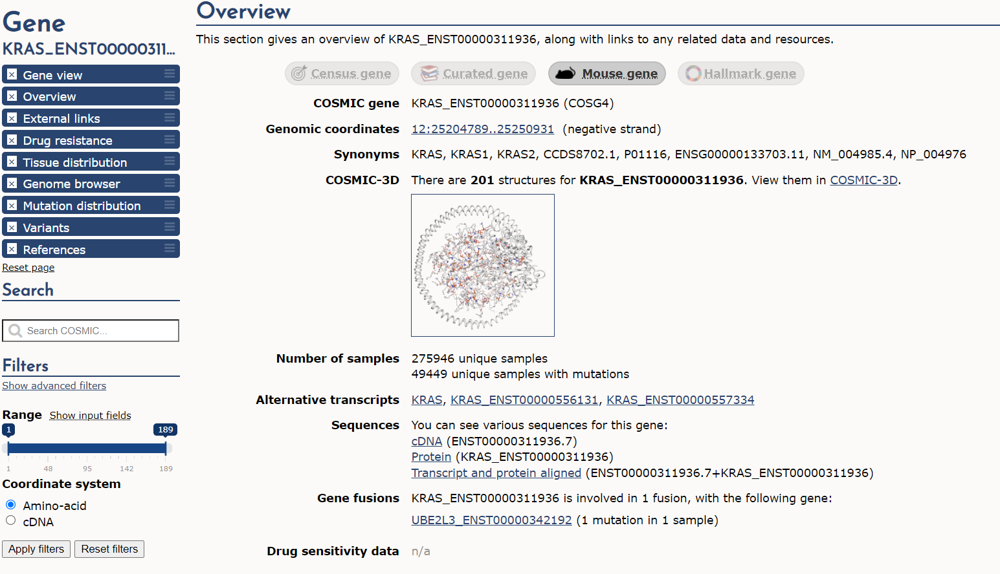 Gene
KRAS_ENST00000311...
Gene view
Overview
External links
Drug resistance
Tissue distribution
Genome browser
Mutation distribution
Variants
References
Reset page
Search
Search COSMIC...
Filters
Show advanced filters
Range Show input fields
1 189
1 48 95 142 189
Coordinate system
Amino-acid
cDNA
Apply filters Reset filters
Overview
This section gives an overview of KRAS_ENST00000311936, along with links to any related data and resources.
Census gene Curated gene Mouse gene Hallmark gene
COSMIC gene KRAS_ENST00000311936 (COSG4)
Genomic coordinates 12:25204789..25250931 (negative strand)
Synonyms KRAS, KRAS1, KRAS2, CCDS8702.1, P01116, ENSG00000133703.11, NM_004985.4, NP_004976
COSMIC-3D There are 201 structures for KRAS_ENST00000311936. View them in COSMIC-3D.
Number of samples 275946 unique samples
49449 unique samples with mutations
Alternative transcripts KRAS, KRAS_ENST00000556131, KRAS_ENST00000557334
Sequences You can see various sequences for this gene:
cDNA (ENST00000311936.7)
Protein (KRAS_ENST00000311936)
Transcript and protein aligned (ENST00000311936.7+KRAS_ENST00000311936)
Gene fusions KRAS_ENST00000311936 is involved in 1 fusion, with the following gene:
UBE2L3_ENST00000342192 (1 mutation in 1 sample)
Drug sensitivity data n/a